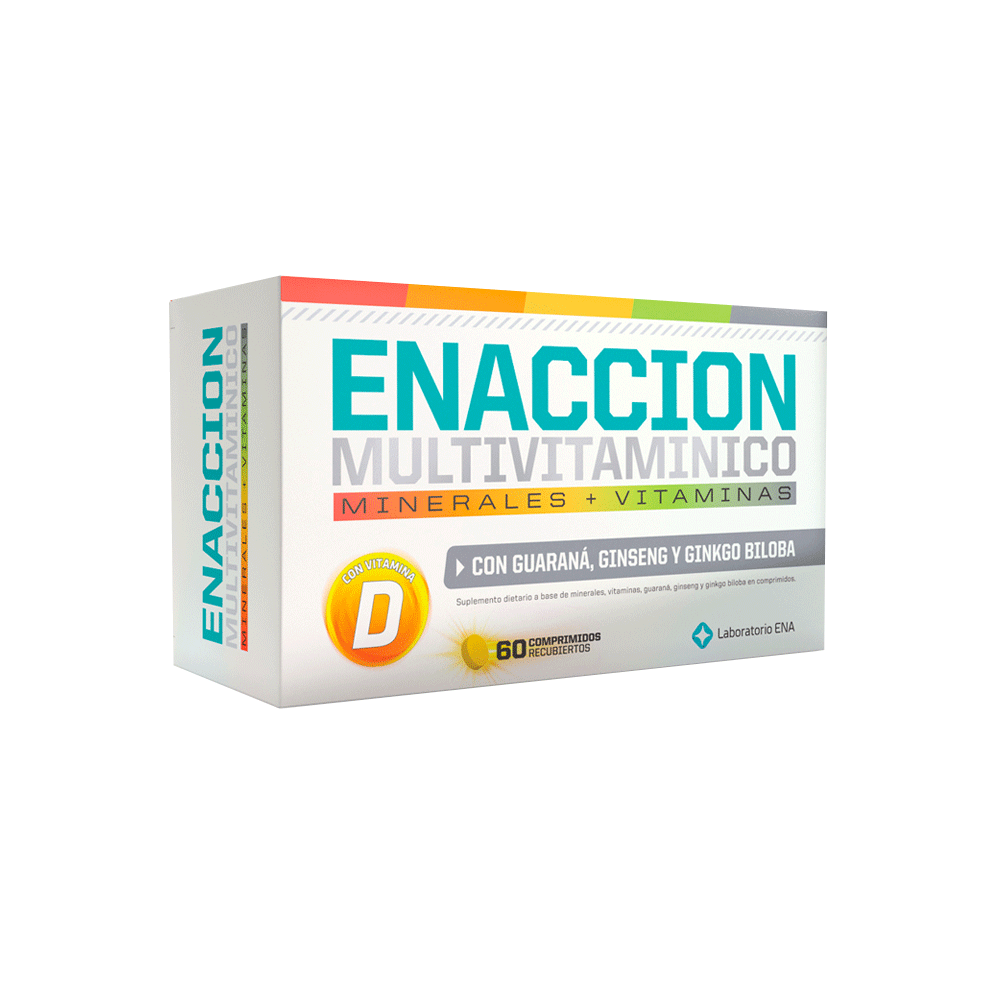 ENACCION
MULTIVITAMINICO
MINERALES + VITAMINAS
ENACCION
MULTIVITAMINICO
MINERALES + VITAMINAS
CON GUARANÁ, GINSENG Y GINKGO BILOBA
Suplemento dietario a base de minerales, vitaminas, guaraná, ginseng y ginkgo biloba en comprimidos.
CON VITAMINA
D
60 COMPRIMIDOS
RECUBIERTOS
Laboratorio ENA